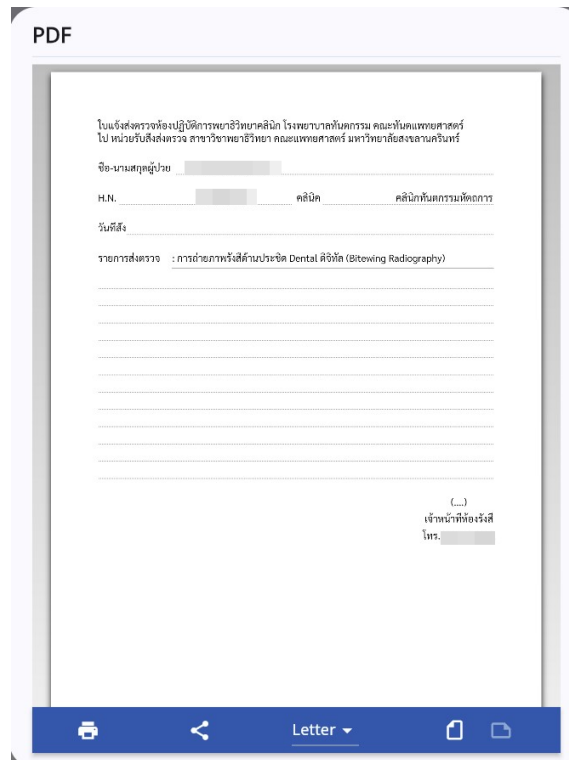 PDF
ใบแจ้งส่งตรวจห้องปฏิบัติการพยาธิวิทยาคลินิก โรงพยาบาลทันตกรรม คณะทันตแพทยศาสตร์
ไป หน่วยรับสิ่งส่งตรวจ สาขาวิชาพยาธิวิทยา คณะแพทยศาสตร์ มหาวิทยาลัยสงขลานครินทร์
ชื่อ-นามสกุลผู้ป่วย
H.N. คลินิค คลินิกทันตกรรมหัตถการ
วันที่สั่ง
รายการส่งตรวจ : การถ่ายภาพรังสีด้านประชิด Dental ดิจิทัล (Bitewing Radiography)
(....)
เจ้าหน้าที่ห้องรังสี
โทร.
Letter